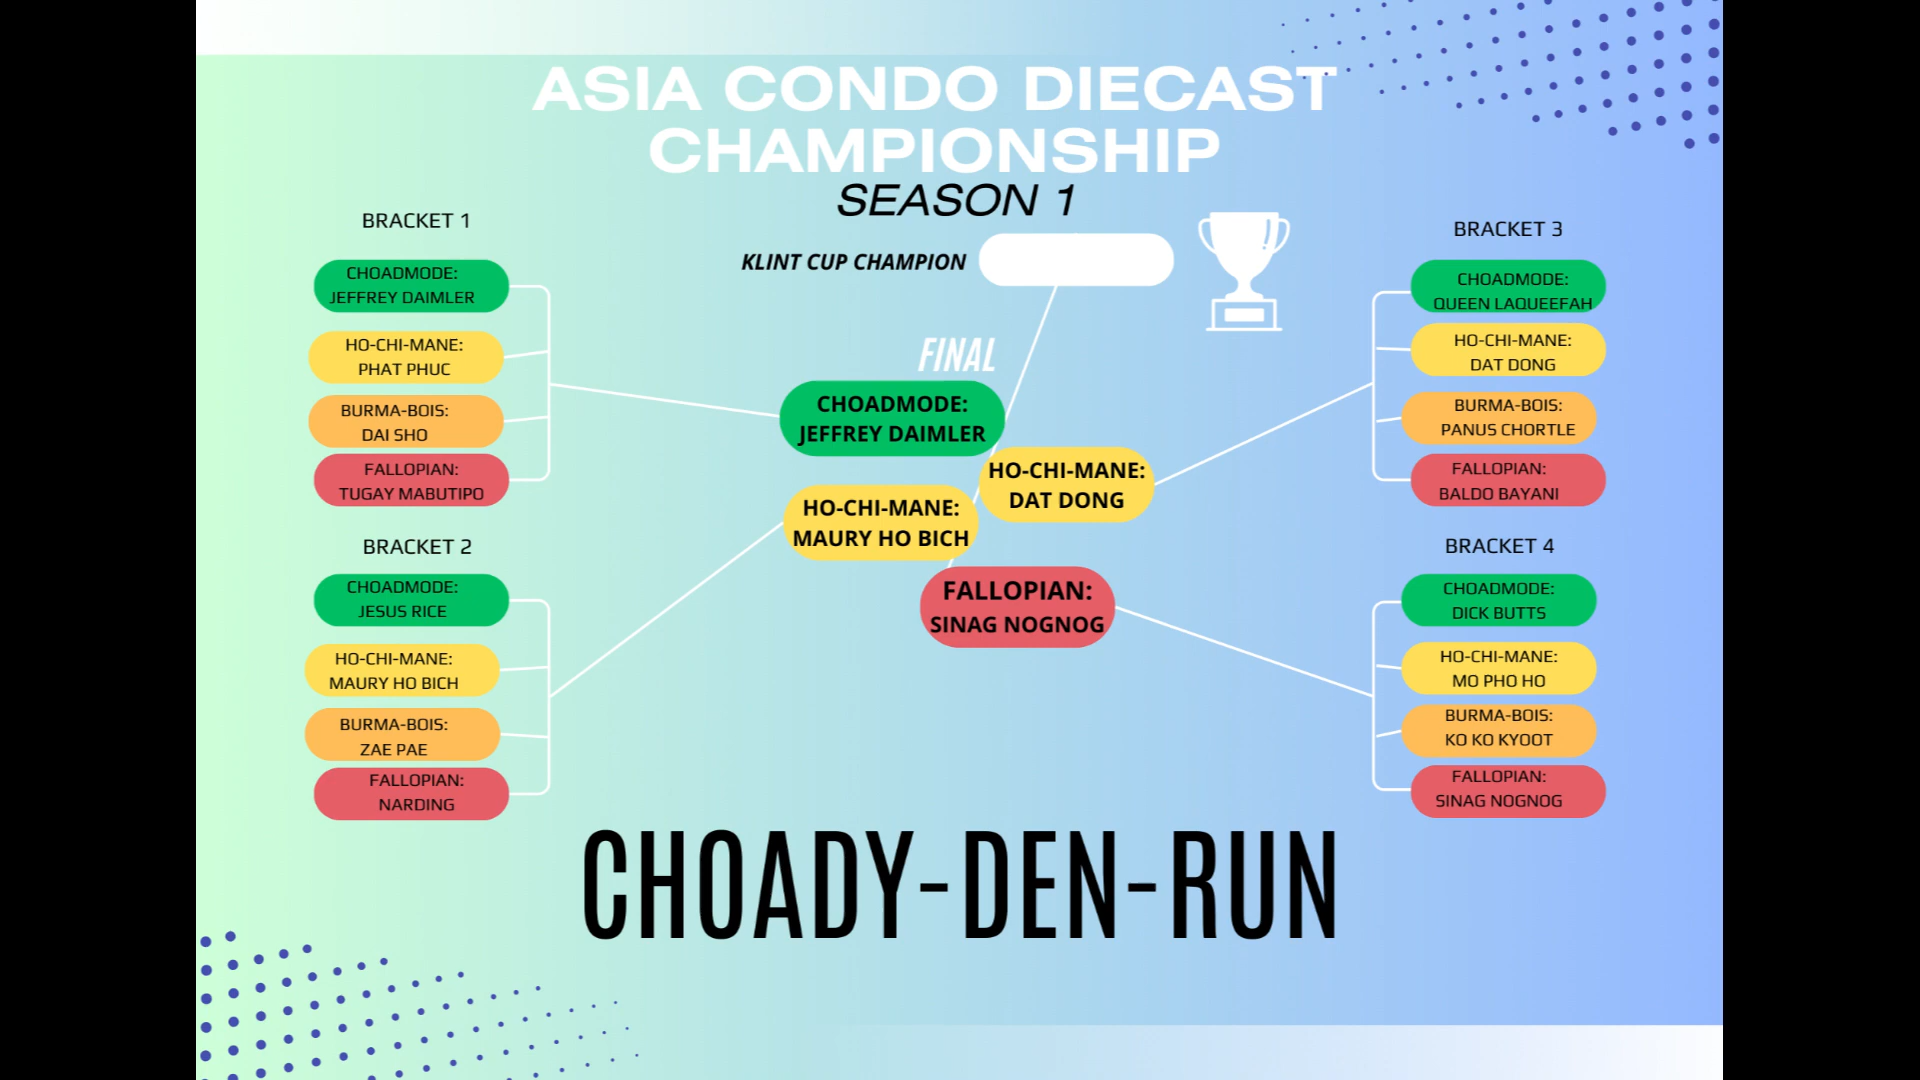 ASIA CONDO DIECAST
CHAMPIONSHIP
SEASON 1
KLINT CUP CHAMPION
BRACKET 1
CHOADMODE:
JEFFREY DAIMLER
HO-CHI-MANE:
PHAT PHUC
BURMA-BOIS:
DAI SHO
FALLOPIAN:
TUGAY MABUTIPO
BRACKET 2
CHOADMODE:
JESUS RICE
HO-CHI-MANE:
MAURY HO BICH
BURMA-BOIS:
ZAE PAE
FALLOPIAN:
NARDING
FINAL
CHOADMODE:
JEFFREY DAIMLER
HO-CHI-MANE:
DAT DONG
HO-CHI-MANE:
MAURY HO BICH
FALLOPIAN:
SINAG NOGNOG
BRACKET 3
CHOADMODE:
QUEEN LAQUEEFAH
HO-CHI-MANE:
DAT DONG
BURMA-BOIS:
PANUS CHORTLE
FALLOPIAN:
BALDO BAYANI
BRACKET 4
CHOADMODE:
DICK BUTTS
HO-CHI-MANE:
MO PHO HO
BURMA-BOIS:
KO KO KYOOT
FALLOPIAN:
SINAG NOGNOG
CHOADY-DEN-RUN